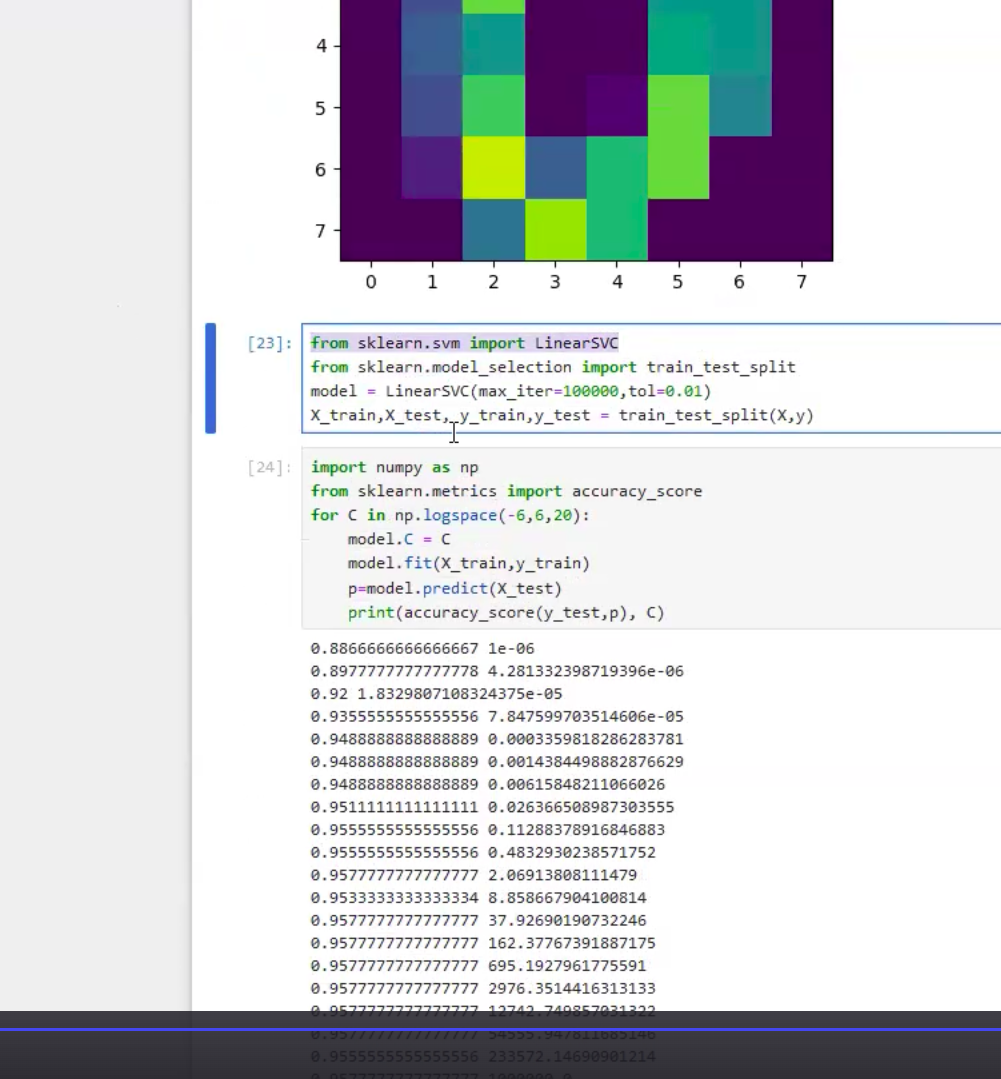 4
5
6
7
0 1 2 3 4 5 6 7
[23]: from sklearn.svm import LinearSVC
from sklearn.model_selection import train_test_split
model = LinearSVC(max_iter=100000,tol=0.01)
X_train,X_test, y_train,y_test = train_test_split(X,y)
[24]: import numpy as np
from sklearn.metrics import accuracy_score
for C in np.logspace(-6,6,20):
    model.C = C
    model.fit(X_train,y_train)
    p=model.predict(X_test)
    print(accuracy_score(y_test,p), C)
0.8866666666666667 1e-06
0.8977777777777778 4.281332398719396e-06
0.92 1.8329807108324375e-05
0.9355555555555556 7.847599703514606e-05
0.9488888888888889 0.0003359818286283781
0.9488888888888889 0.0014384498882876629
0.9488888888888889 0.00615848211066026
0.9511111111111111 0.026366508987303555
0.9555555555555556 0.11288378916846883
0.9555555555555556 0.4832930238571752
0.9577777777777777 2.06913808111479
0.9533333333333334 8.858667904100814
0.9577777777777777 37.92690190732246
0.9577777777777777 162.37767391887175
0.9577777777777777 695.1927961775591
0.9577777777777777 2976.3514416313133
0.9577777777777777 12742.749857031322
0.9577777777777777 54555.947811685146
0.9555555555555556 233572.14690901214